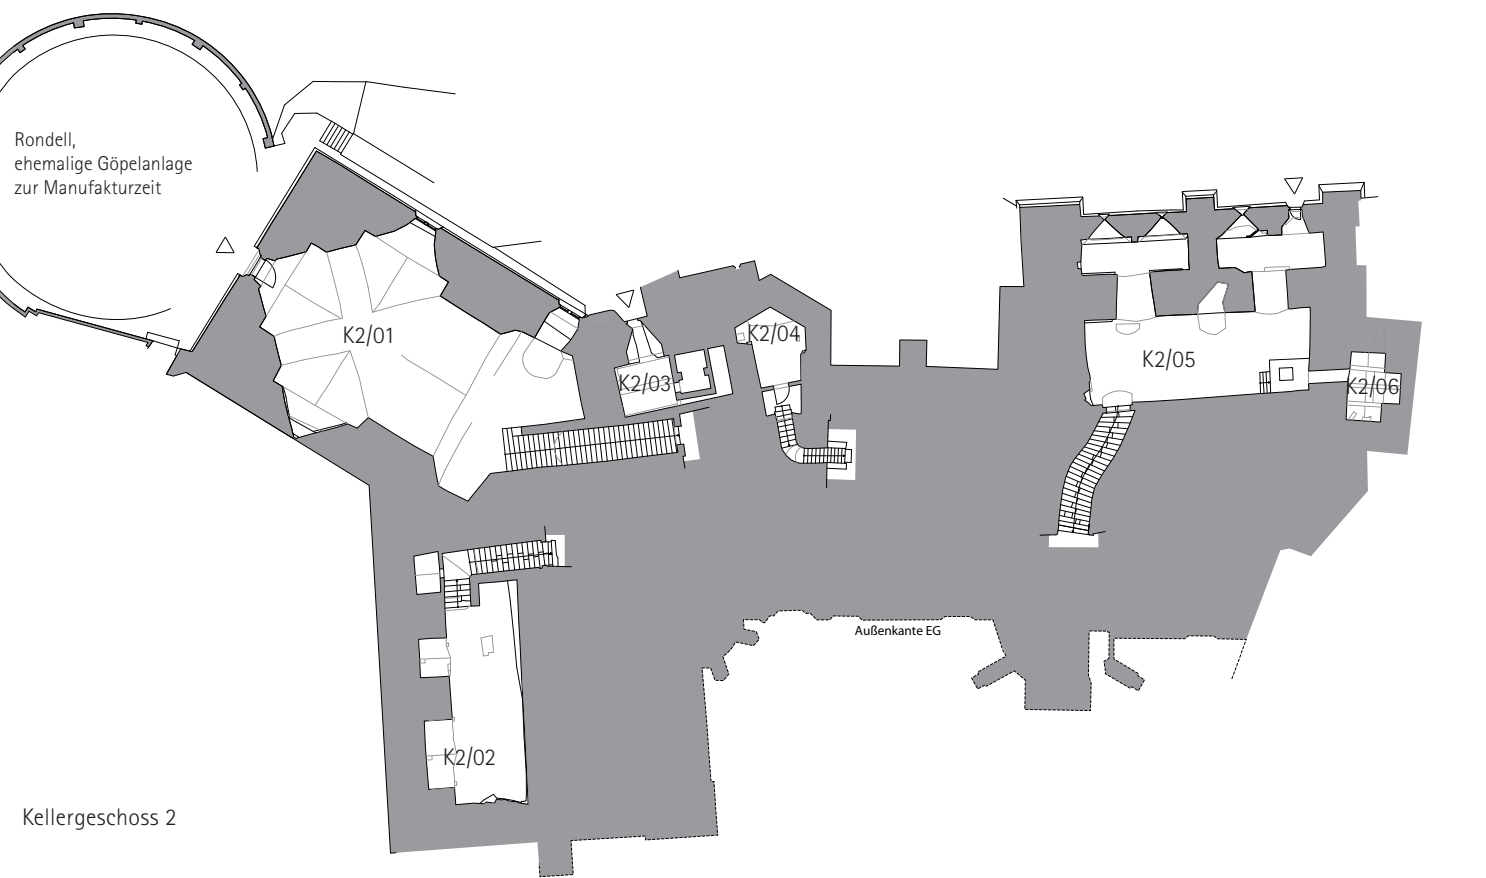 Rondell,
ehemalige Göpelanlage
zur Manufakturzeit
K2/01
K2/03
K2/04
K2/05
K2/06
Außenkante EG
K2/02
Kellergeschoss 2